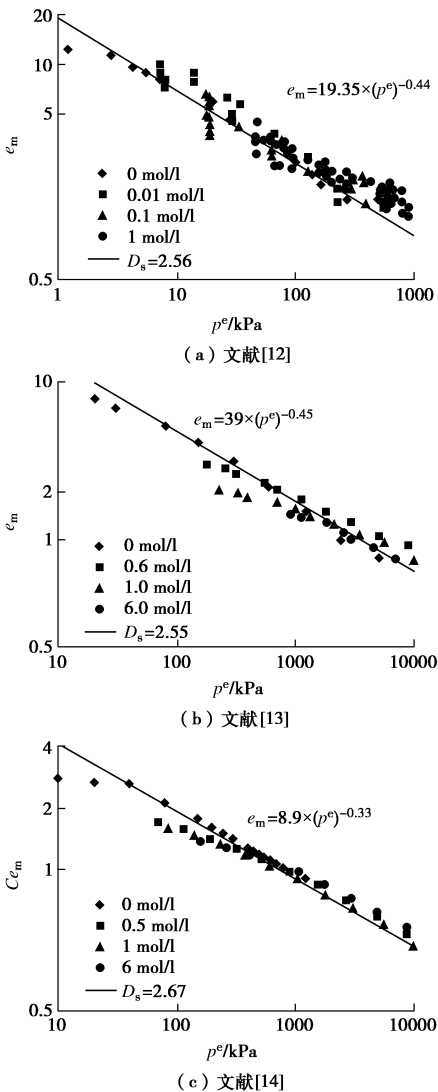 20
10
5
0.5
e_m
e_m=19.35×(p^e)^-0.44
0 mol/l
0.01 mol/l
0.1 mol/l
1 mol/l
D_s=2.56
1 10 100 1000
p^e/kPa
(a) 文献[12]
10
2
1
0.5
e_m
e_m=39×(p^e)^-0.45
0 mol/l
0.6 mol/l
1.0 mol/l
6.0 mol/l
D_s=2.55
10 100 1000 10000
p^e/kPa
(b) 文献[13]
4
1
0.5
Ce_m
e_m=8.9×(p^e)^-0.33
0 mol/l
0.5 mol/l
1 mol/l
6 mol/l
D_s=2.67
10 100 1000 10000
p^e/kPa
(c) 文献[14]